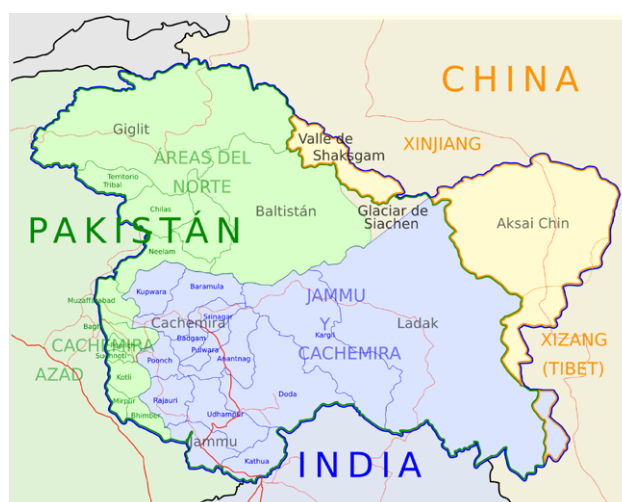 CHINA
Valle de
Shaksgam
XINJIANG
Giglit
ÁREAS DEL
NORTE
Territorio
Tribal
Chilas
Baltistán
Glaciar de
Siachen
Aksai Chin
PAKISTÁN
Neelam
Kupwara
Baramula
Muzaffarabad
JAMMU
Y
CACHEMIRA
Cachemira
Srinagar
Ladak
Kargil
Badgam
Pulwara
Anantnag
Bagh
CACHEMIRA
AZAD
Poonch
XIZANG
(TIBET)
Kotli
Mirpur
Bhimber
Rajauri
Udhampur
Doda
Jammu
Kathua
INDIA